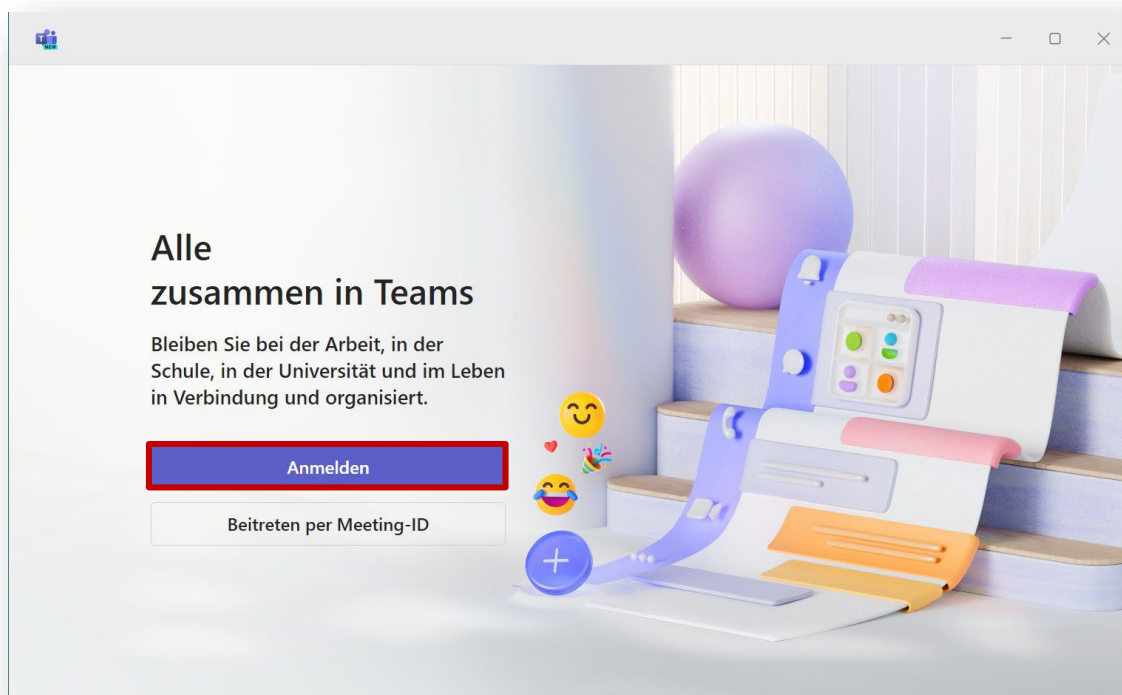 T
NEW
Alle
zusammen in Teams
Bleiben Sie bei der Arbeit, in der
Schule, in der Universität und im Leben
in Verbindung und organisiert.
Anmelden
Beitreten per Meeting-ID